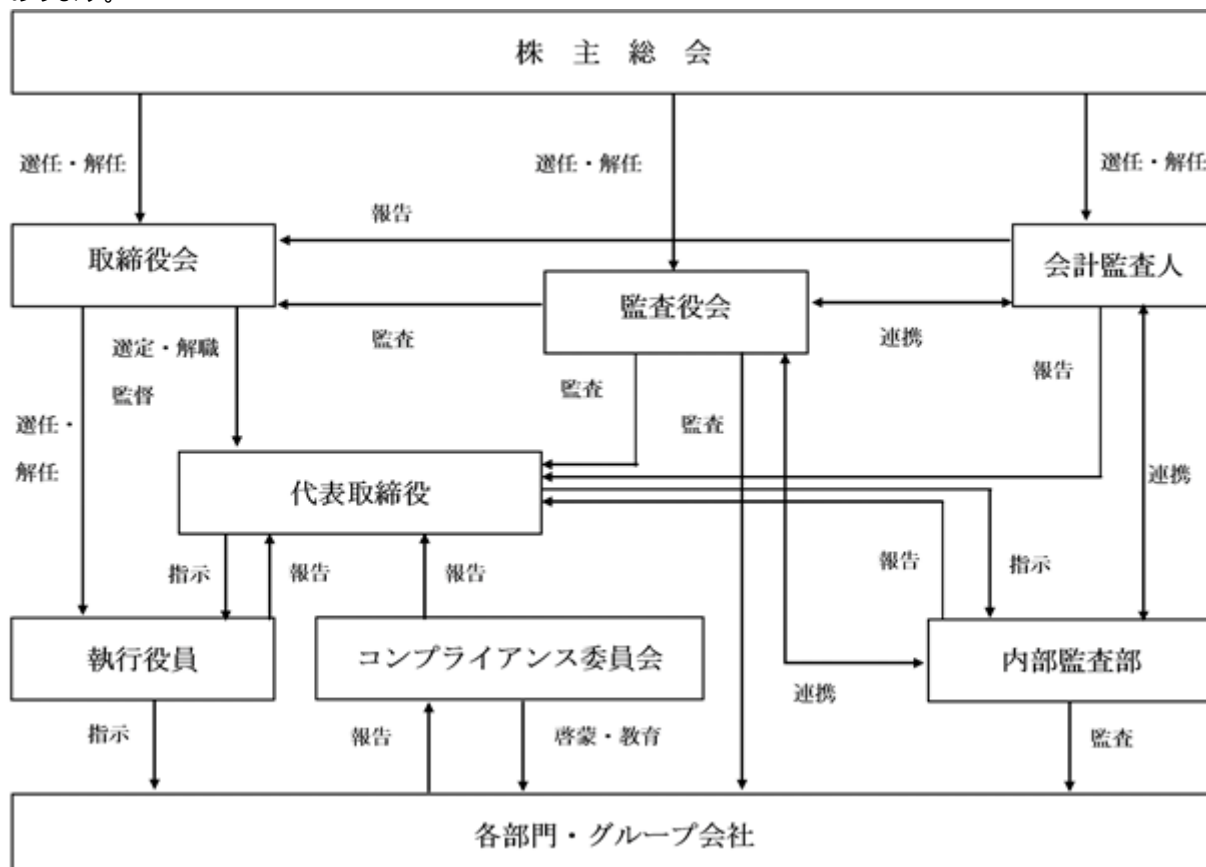 株 主 総 会
選任・解任
選任・解任
選任・解任
報告
取締役会
会計監査人
監査役会
監査
連携
選定・解職
監督
監査
報告
選任・
解任
監査
代表取締役
連携
指示
報告
報告
報告
指示
執行役員
コンプライアンス委員会
内部監査部
連携
指示
報告
啓蒙・教育
監査
各部門・グループ会社